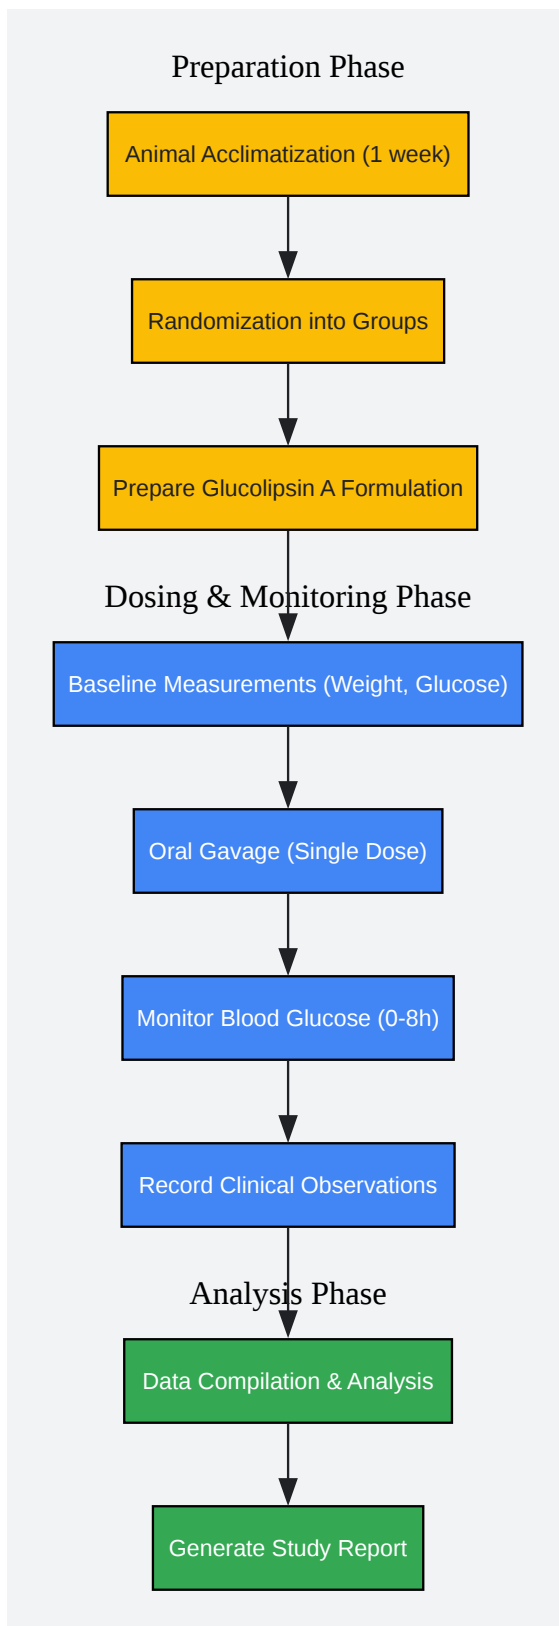 Preparation Phase
Animal Acclimatization (1 week)
Randomization into Groups
Prepare Glucolipsin A Formulation
Dosing & Monitoring Phase
Baseline Measurements (Weight, Glucose)
Oral Gavage (Single Dose)
Monitor Blood Glucose (0-8h)
Record Clinical Observations
Analysis Phase
Data Compilation & Analysis
Generate Study Report